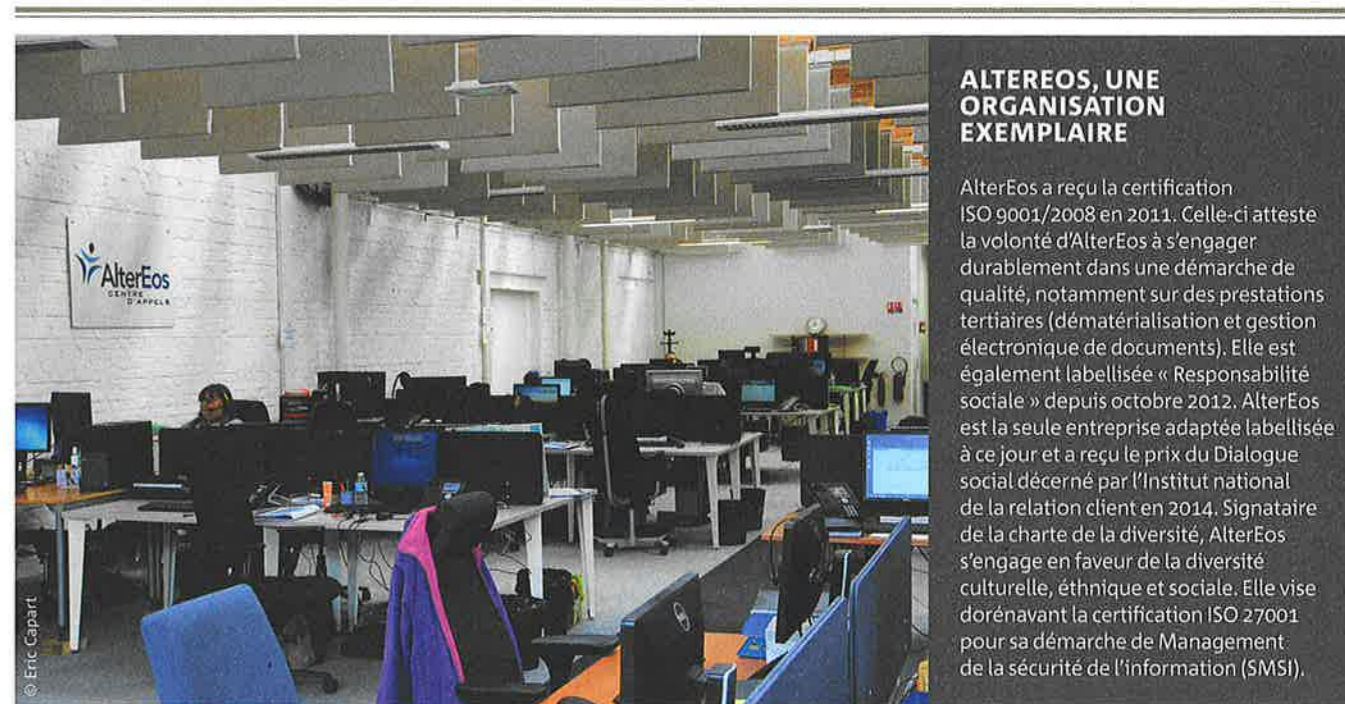 AlterEos
CENTRE
D'APPELS
© Eric Capart
ALTEREOS, UNE
ORGANISATION
EXEMPLAIRE
AlterEos a reçu la certification
ISO 9001/2008 en 2011. Celle-ci atteste
la volonté d'AlterEos à s'engager
durablement dans une démarche de
qualité, notamment sur des prestations
tertiaires (dématérialisation et gestion
électronique de documents). Elle est
également labellisée « Responsabilité
sociale » depuis octobre 2012. AlterEos
est la seule entreprise adaptée labellisée
à ce jour et a reçu le prix du Dialogue
social décerné par l'Institut national
de la relation client en 2014. Signataire
de la charte de la diversité, AlterEos
s'engage en faveur de la diversité
culturelle, éthnique et sociale. Elle vise
dorénavant la certification ISO 27001
pour sa démarche de Management
de la sécurité de l'information (SMSI).